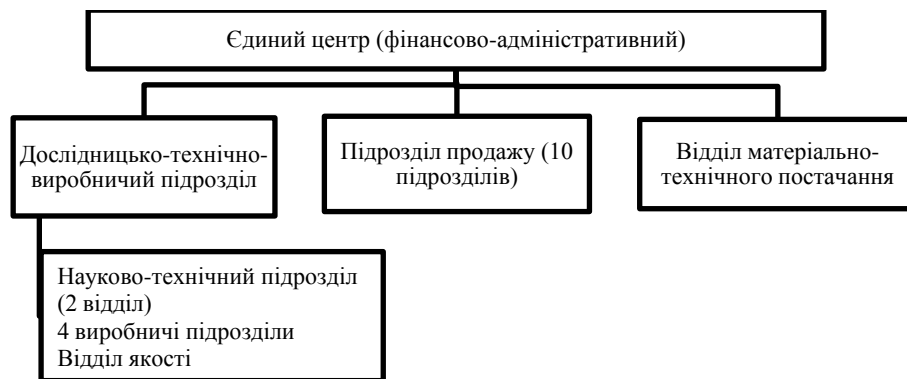 Єдиний центр (фінансово-адміністративний)
Дослідницько-технічно-
виробничий підрозділ
Підрозділ продажу (10
підрозділів)
Відділ матеріально-
технічного постачання
Науково-технічний підрозділ
(2 відділ)
4 виробничі підрозділи
Відділ якості